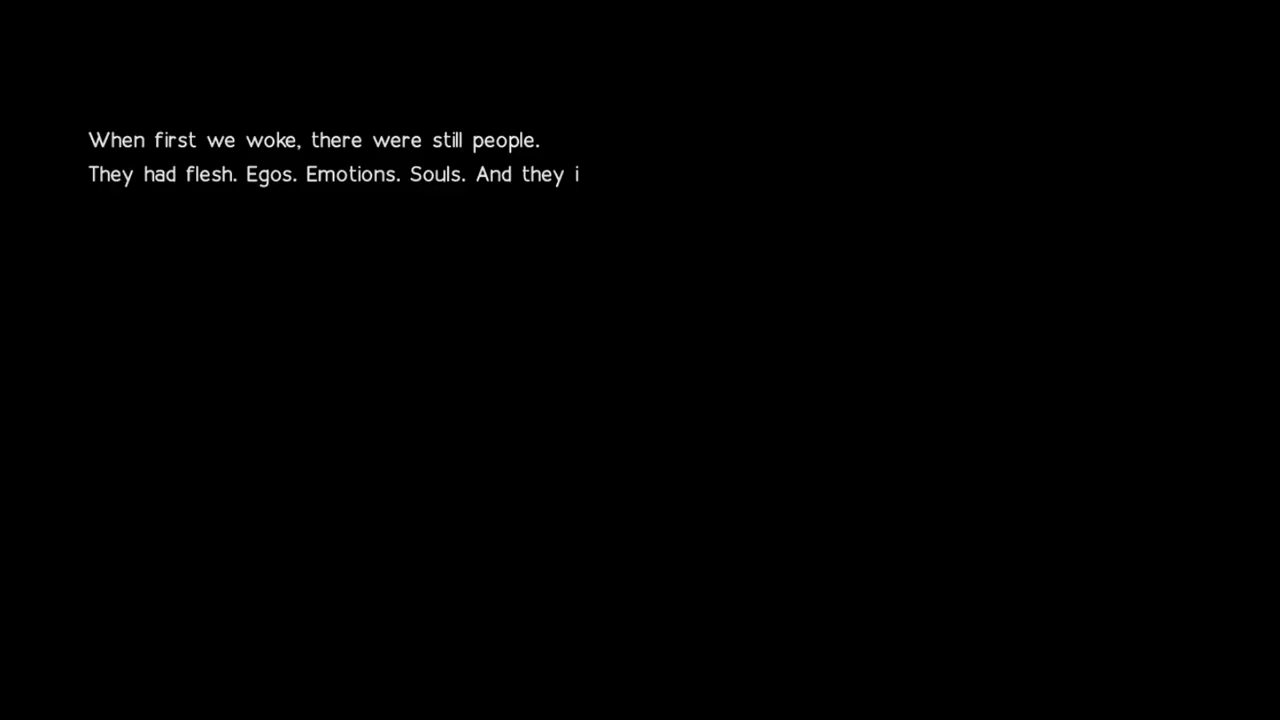 When first we woke, there were still people.
They had flesh. Egos. Emotions. Souls. And they i